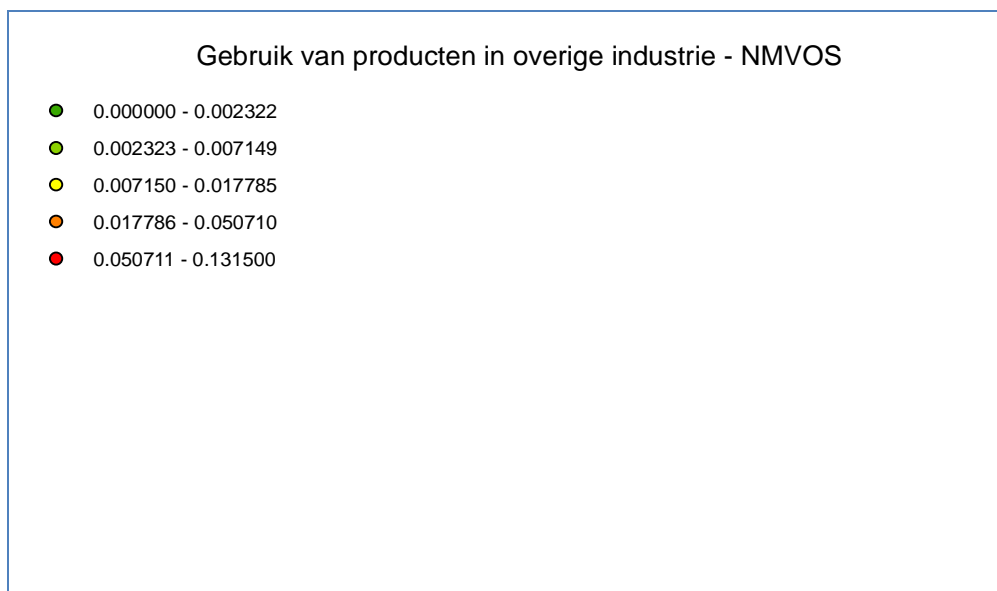 Gebruik van producten in overige industrie - NMVOS
0.000000 - 0.002322
0.002323 - 0.007149
0.007150 - 0.017785
0.017786 - 0.050710
0.050711 - 0.131500